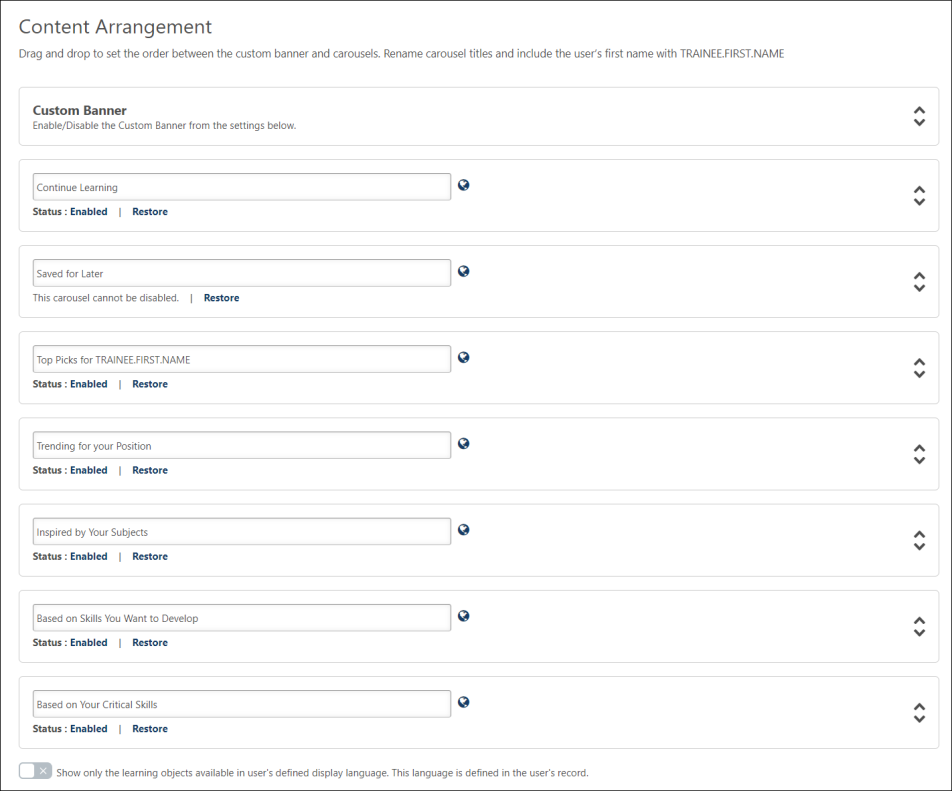 Content Arrangement
Drag and drop to set the order between the custom banner and carousels. Rename carousel titles and include the user's first name with TRAINEE.FIRST.NAME
Custom Banner
Enable/Disable the Custom Banner from the settings below.
Continue Learning
Status : Enabled | Restore
Saved for Later
This carousel cannot be disabled. | Restore
Top Picks for TRAINEE.FIRST.NAME
Status : Enabled | Restore
Trending for your Position
Status : Enabled | Restore
Inspired by Your Subjects
Status : Enabled | Restore
Based on Skills You Want to Develop
Status : Enabled | Restore
Based on Your Critical Skills
Status : Enabled | Restore
Show only the learning objects available in user's defined display language. This language is defined in the user's record.